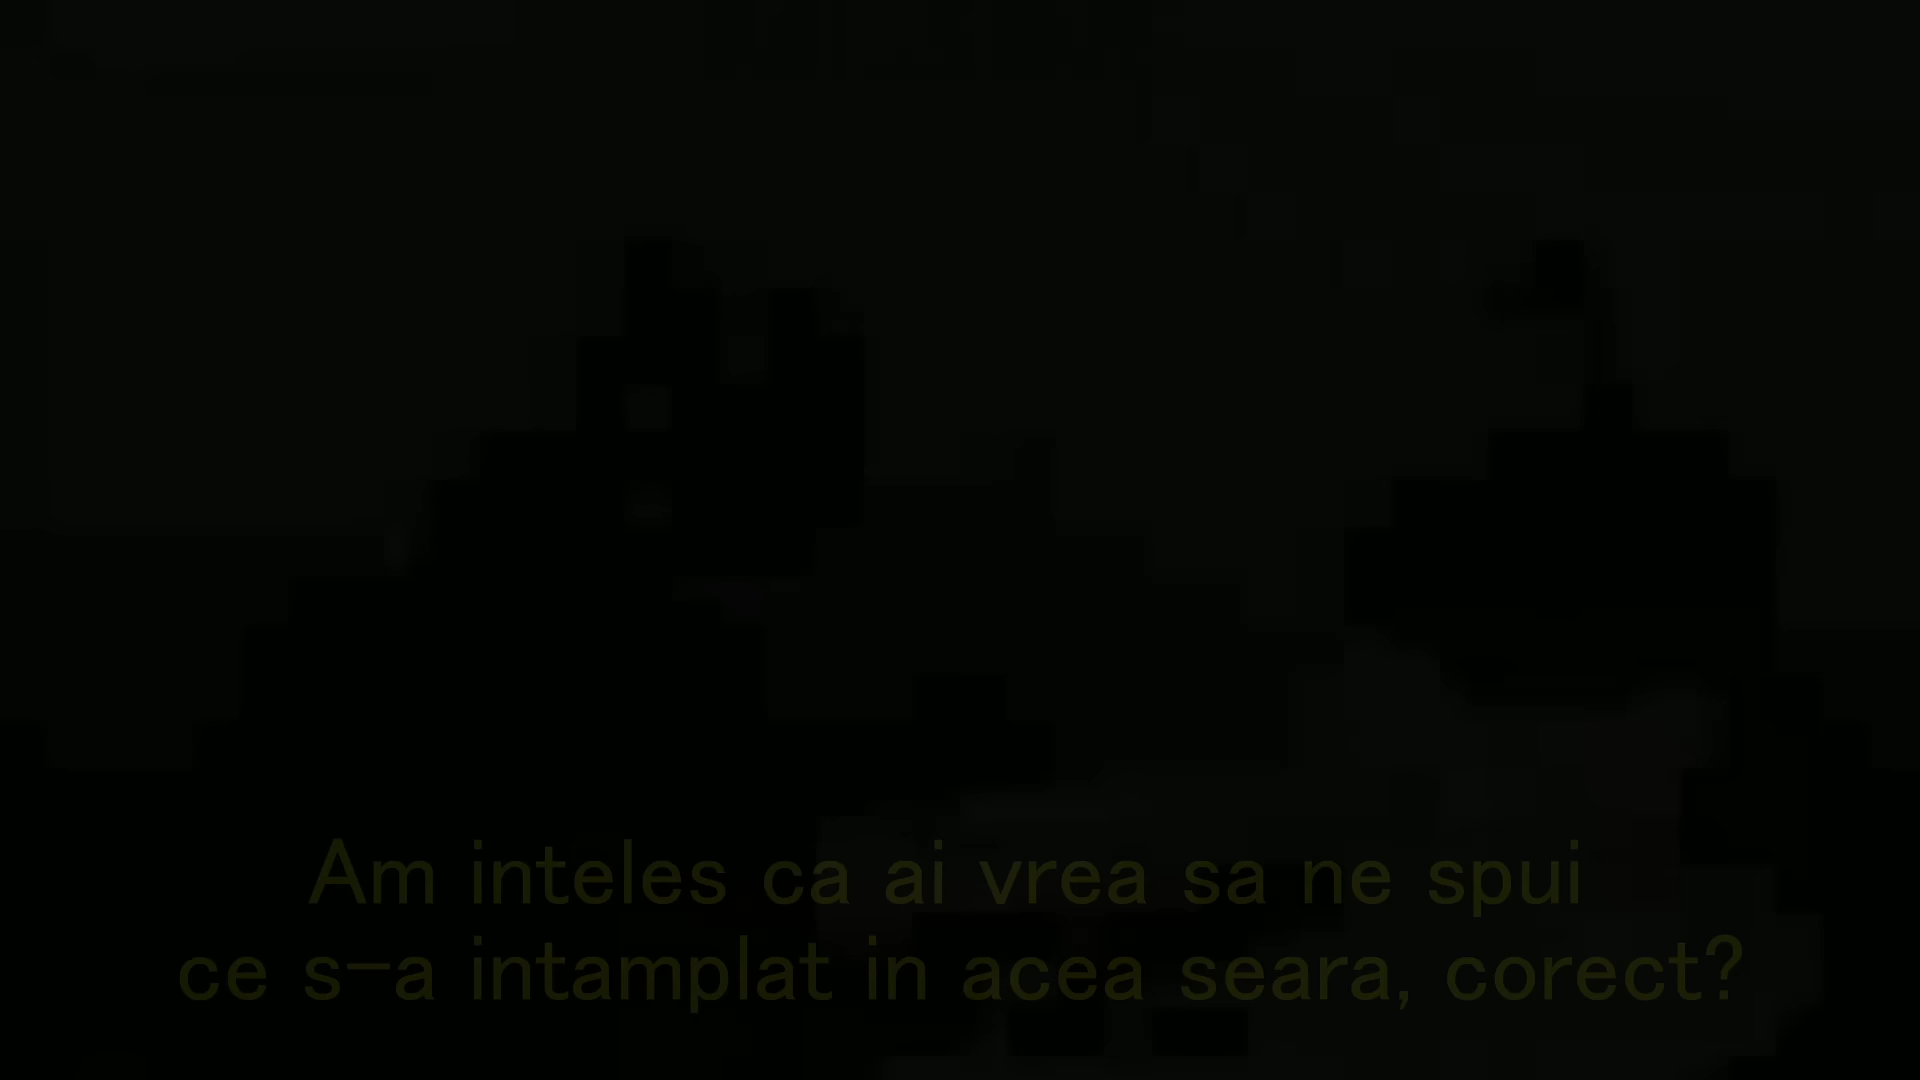 Am inteles ca ai vrea sa ne spui
ce s-a intamplat in acea seara, corect?